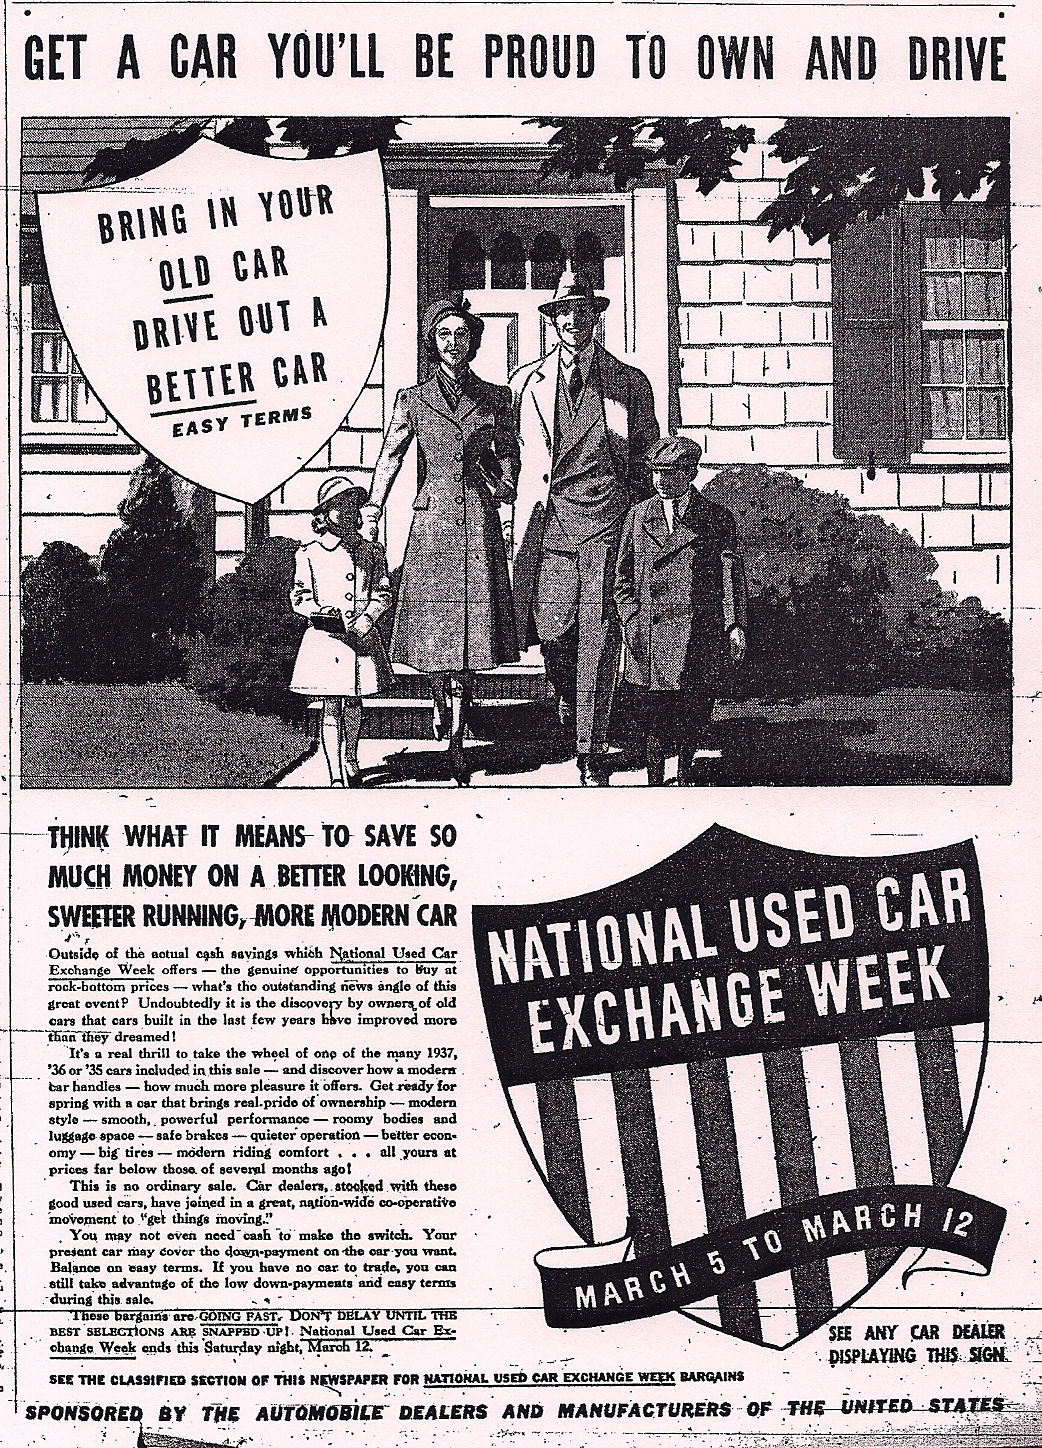 GET A CAR YOU'LL BE PROUD TO OWN AND DRIVE
BRING IN YOUR
OLD CAR
DRIVE OUT A
BETTER CAR
EASY TERMS
THINK WHAT IT MEANS TO SAVE SO
MUCH MONEY ON A BETTER LOOKING,
SWEETER RUNNING, MORE MODERN CAR
Outside of the actual cash savings which National Used Car
Exchange Week offers — the genuine opportunities to buy at
rock-bottom prices — what's the outstanding news angle of this
great event? Undoubtedly it is the discovery by owners of old
cars that cars built in the last few years have improved more
than they dreamed!
It's a real thrill to take the wheel of one of the many 1937,
'36 or '35 cars included in this sale — and discover how a modern
car handles — how much more pleasure it offers. Get ready for
spring with a car that brings real pride of ownership — modern
style — smooth, powerful performance — roomy bodies and
luggage space — safe brakes — quieter operation — better econ-
omy — big tires — modern riding comfort . . . all yours at
prices far below those of several months ago!
This is no ordinary sale. Car dealers, stocked with these
good used cars, have joined in a great, nation-wide co-operative
movement to "get things moving."
You may not even need cash to make the switch. Your
present car may cover the down-payment on the car you want.
Balance on easy terms. If you have no car to trade, you can
still take advantage of the low down-payments and easy terms
during this sale.
These bargains are GOING FAST. DON'T DELAY UNTIL THE
BEST SELECTIONS ARE SNAPPED UP! National Used Car Ex-
change Week ends this Saturday night, March 12.
NATIONAL USED CAR
EXCHANGE WEEK
MARCH 5 TO MARCH 12
SEE ANY CAR DEALER
DISPLAYING THIS SIGN
SEE THE CLASSIFIED SECTION OF THIS NEWSPAPER FOR NATIONAL USED CAR EXCHANGE WEEK BARGAINS
SPONSORED BY THE AUTOMOBILE DEALERS AND MANUFACTURERS OF THE UNITED STATES